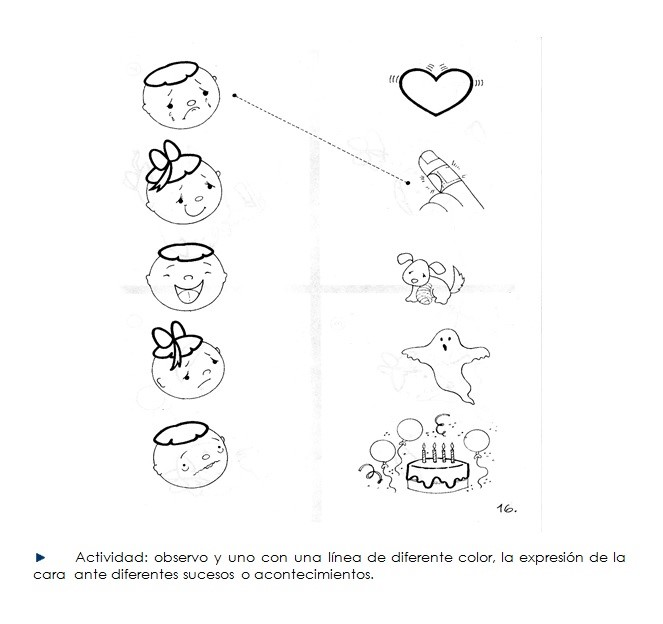 16.
► Actividad: observo y uno con una línea de diferente color, la expresión de la
cara ante diferentes sucesos o acontecimientos.